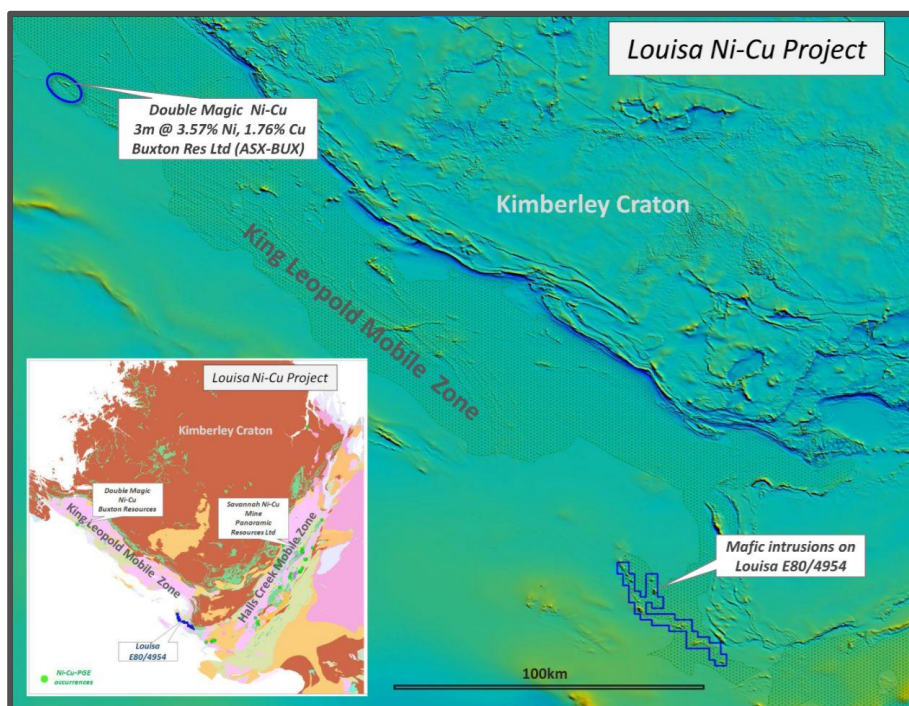 Louisa Ni-Cu Project
Double Magic Ni-Cu
3m @ 3.57% Ni, 1.76% Cu
Buxton Res Ltd (ASX-BUX)
Kimberley Craton
King Leopold Mobile Zone
Mafic intrusions on
Louisa E80/4954
100km
Louisa Ni-Cu Project
Kimberley Craton
Double Magic
Ni-Cu
Buxton Resources
Savannah Ni-Cu
Mine
Panoramic
Resources Ltd
King Leopold Mobile Zone
Halls Creek Mobile Zone
Louisa
E80/4954
Ni-Cu-PGE
occurrences